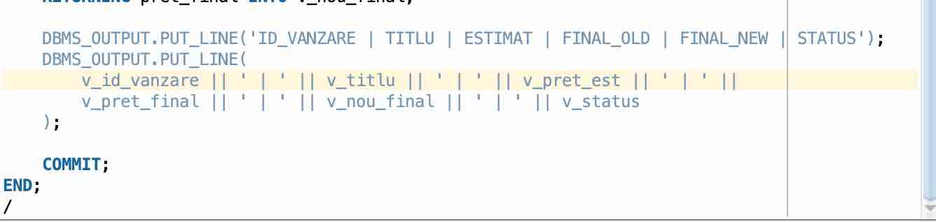 RETURNING pret_final INTO v_nou_final;
DBMS_OUTPUT.PUT_LINE('ID_VANZARE | TITLU | ESTIMAT | FINAL_OLD | FINAL_NEW | STATUS');
DBMS_OUTPUT.PUT_LINE(
v_id_vanzare || ' | ' || v_titlu || ' | ' || v_pret_est || ' | ' ||
v_pret_final || ' | ' || v_nou_final || ' | ' || v_status
);
COMMIT;
END;
/